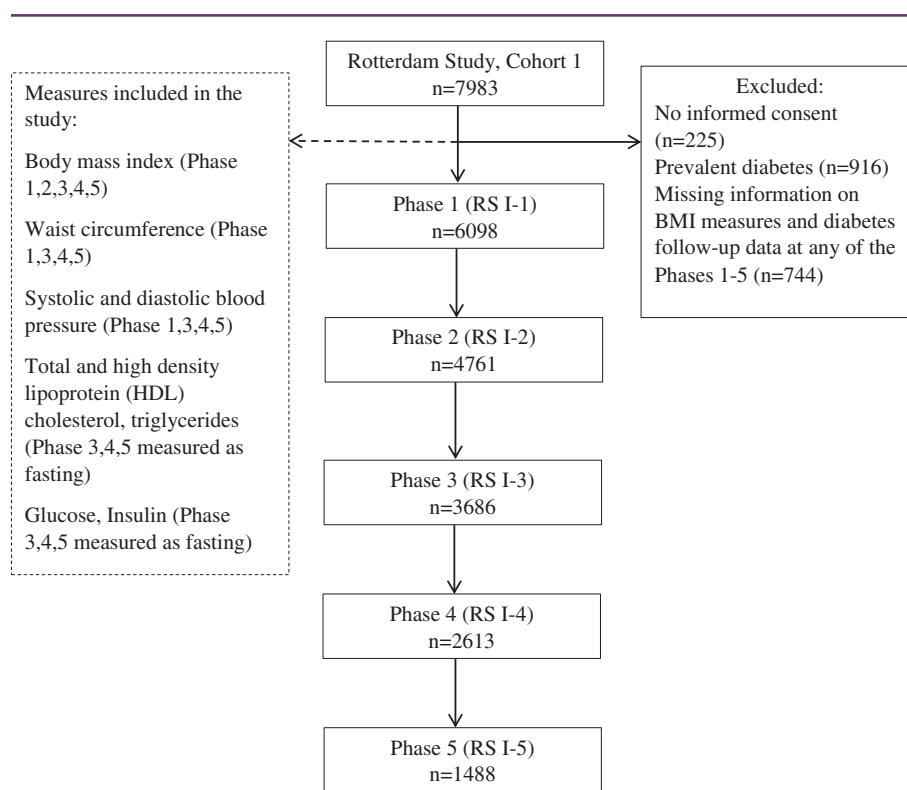 Rotterdam Study, Cohort 1
n=7983
Measures included in the
study:
Body mass index (Phase
1,2,3,4,5)
Waist circumference (Phase
1,3,4,5)
Systolic and diastolic blood
pressure (Phase 1,3,4,5)
Total and high density
lipoprotein (HDL)
cholesterol, triglycerides
(Phase 3,4,5 measured as
fasting)
Glucose, Insulin (Phase
3,4,5 measured as fasting)
Excluded:
No informed consent
(n=225)
Prevalent diabetes (n=916)
Missing information on
BMI measures and diabetes
follow-up data at any of the
Phases 1-5 (n=744)
Phase 1 (RS I-1)
n=6098
Phase 2 (RS I-2)
n=4761
Phase 3 (RS I-3)
n=3686
Phase 4 (RS I-4)
n=2613
Phase 5 (RS I-5)
n=1488